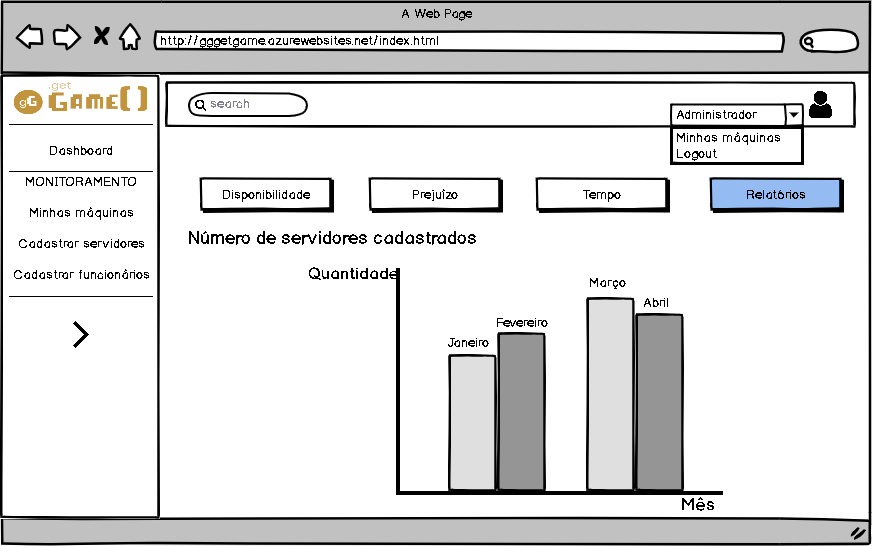 A Web Page
http://gggetgame.azurewebsites.net/index.html
.get
gG GAME()
search
Administrador
Minhas máquinas
Logout
Dashboard
MONITORAMENTO
Minhas máquinas
Cadastrar servidores
Cadastrar funcionários
Disponibilidade
Prejuízo
Tempo
Relatórios
Número de servidores cadastrados
Quantidade
Janeiro
Fevereiro
Março
Abril
Mês